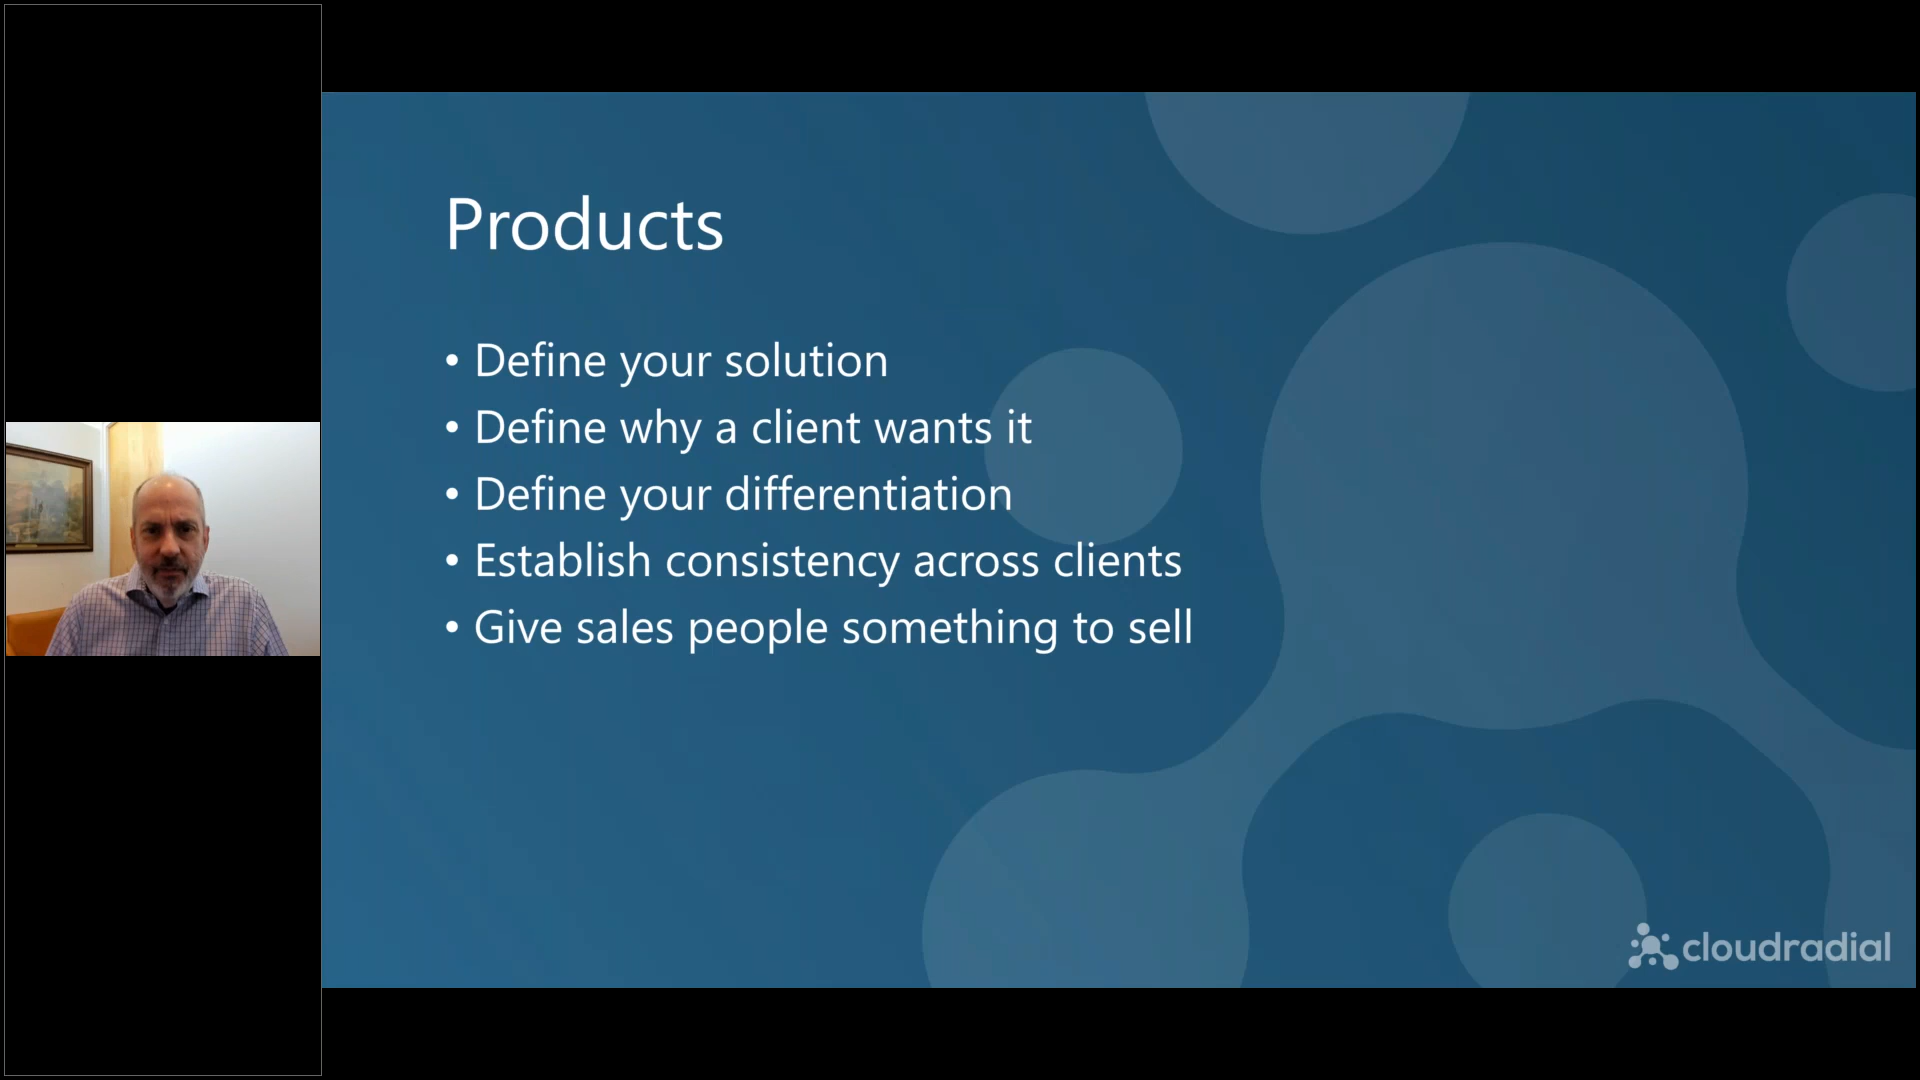 Products
• Define your solution
• Define why a client wants it
• Define your differentiation
• Establish consistency across clients
• Give sales people something to sell
cloudradial